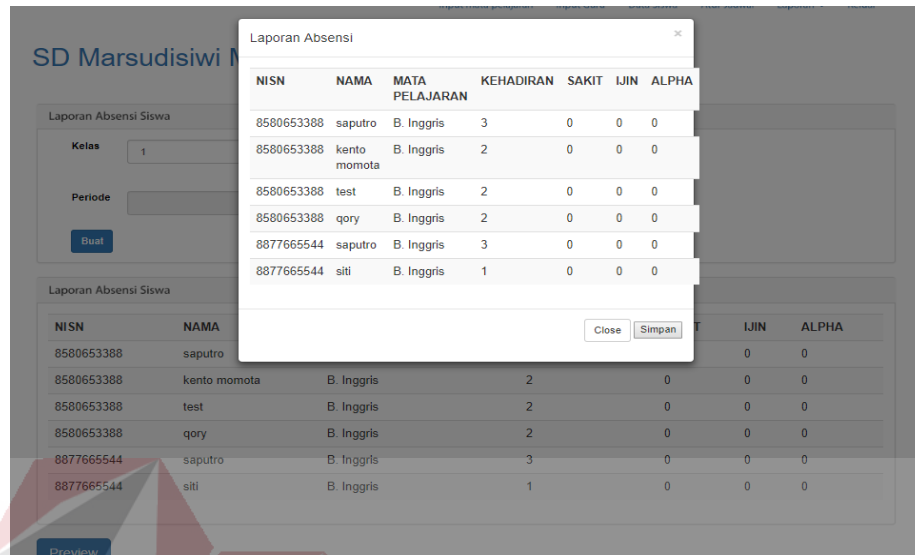 Laporan Absensi ×
SD Marsudisiwi
NISN NAMA MATA PELAJARAN KEHADIRAN SAKIT IJIN ALPHA
8580653388 saputro B. Inggris 3 0 0 0
8580653388 kento momota B. Inggris 2 0 0 0
8580653388 test B. Inggris 2 0 0 0
8580653388 qory B. Inggris 2 0 0 0
8877665544 saputro B. Inggris 3 0 0 0
8877665544 siti B. Inggris 1 0 0 0
Close Simpan
Laporan Absensi Siswa
Kelas 1
Periode
Buat
Laporan Absensi Siswa
NISN NAMA IJIN ALPHA
8580653388 saputro 0 0
8580653388 kento momota B. Inggris 2 0 0 0
8580653388 test B. Inggris 2 0 0 0
8580653388 qory B. Inggris 2 0 0 0
8877665544 saputro B. Inggris 3 0 0 0
8877665544 siti B. Inggris 1 0 0 0
Preview